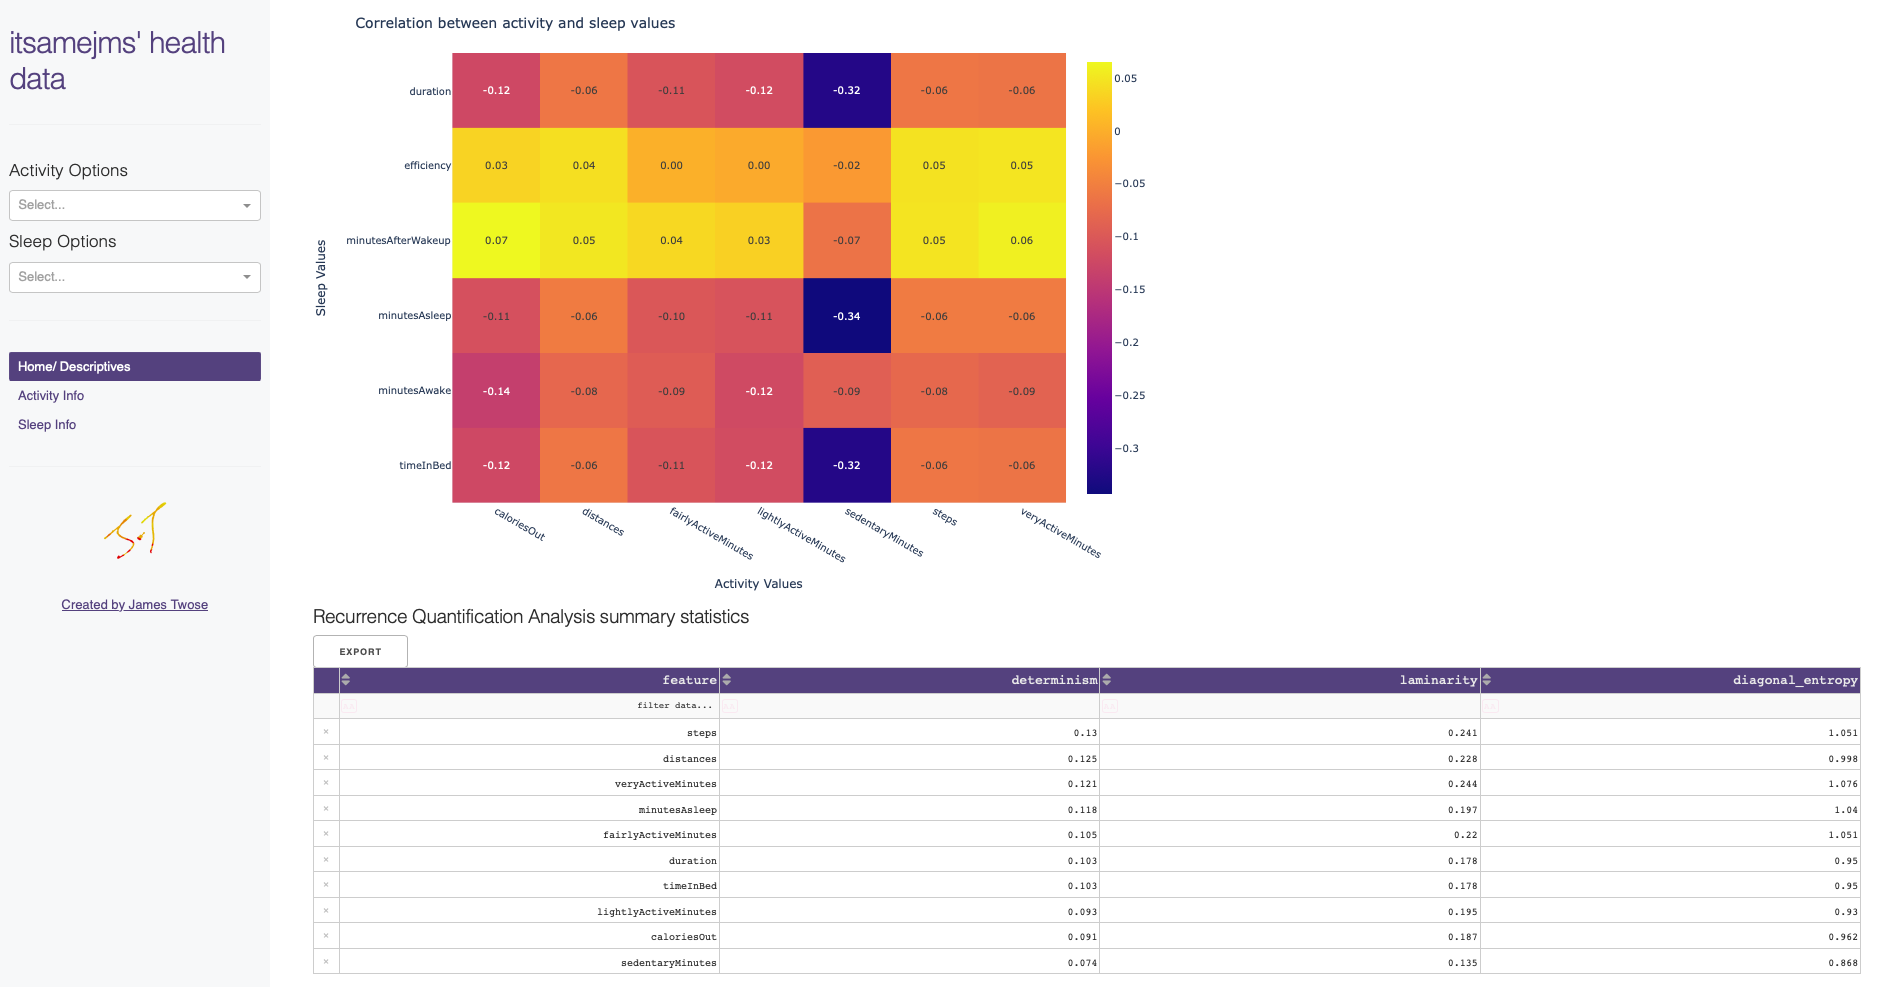 itsamejms' health
data
Activity Options
Select...
Sleep Options
Select...
Home/ Descriptives
Activity Info
Sleep Info
Created by James Twose
Correlation between activity and sleep values
Sleep Values
duration -0.12 -0.06 -0.11 -0.12 -0.32 -0.06 -0.06
efficiency 0.03 0.04 0.00 0.00 -0.02 0.05 0.05
minutesAfterWakeup 0.07 0.05 0.04 0.03 -0.07 0.05 0.06
minutesAsleep -0.11 -0.06 -0.10 -0.11 -0.34 -0.06 -0.06
minutesAwake -0.14 -0.08 -0.09 -0.12 -0.09 -0.08 -0.09
timeInBed -0.12 -0.06 -0.11 -0.12 -0.32 -0.06 -0.06
caloriesOut distances fairlyActiveMinutes lightlyActiveMinutes sedentaryMinutes steps veryActiveMinutes
Activity Values
0.05
0
−0.05
−0.1
−0.15
−0.2
−0.25
−0.3
Recurrence Quantification Analysis summary statistics
EXPORT
feature determinism laminarity diagonal_entropy
filter data...
× steps 0.13 0.241 1.051
× distances 0.125 0.228 0.998
× veryActiveMinutes 0.121 0.244 1.076
× minutesAsleep 0.118 0.197 1.04
× fairlyActiveMinutes 0.105 0.22 1.051
× duration 0.103 0.178 0.95
× timeInBed 0.103 0.178 0.95
× lightlyActiveMinutes 0.093 0.195 0.93
× caloriesOut 0.091 0.187 0.962
× sedentaryMinutes 0.074 0.135 0.868